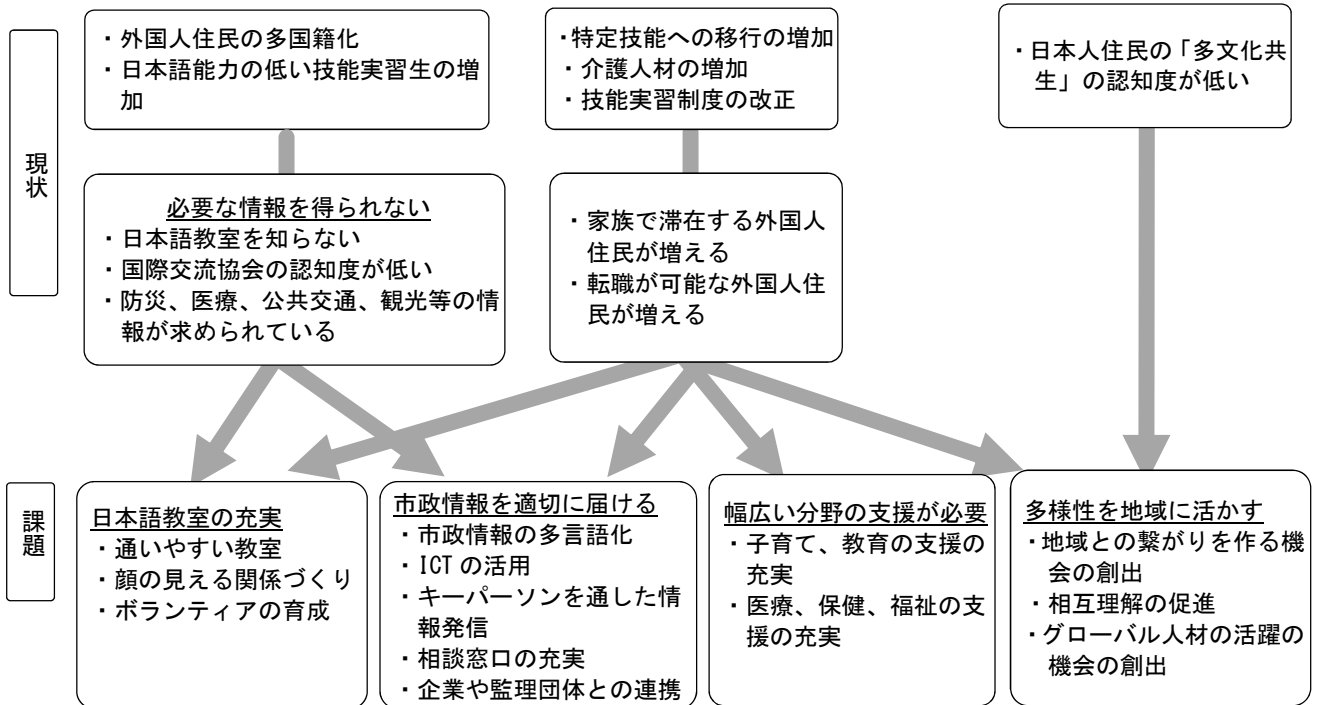 現状
・外国人住民の多国籍化
・日本語能力の低い技能実習生の増
加
・特定技能への移行の増加
・介護人材の増加
・技能実習制度の改正
・日本人住民の「多文化共
生」の認知度が低い
必要な情報を得られない
・日本語教室を知らない
・国際交流協会の認知度が低い
・防災、医療、公共交通、観光等の情
報が求められている
・家族で滞在する外国人
住民が増える
・転職が可能な外国人住
民が増える
課題
日本語教室の充実
・通いやすい教室
・顔の見える関係づくり
・ボランティアの育成
市政情報を適切に届ける
・市政情報の多言語化
・ICTの活用
・キーパーソンを通した情
報発信
・相談窓口の充実
・企業や監理団体との連携
幅広い分野の支援が必要
・子育て、教育の支援の
充実
・医療、保健、福祉の支
援の充実
多様性を地域に活かす
・地域との繋がりを作る機
会の創出
・相互理解の促進
・グローバル人材の活躍の
機会の創出